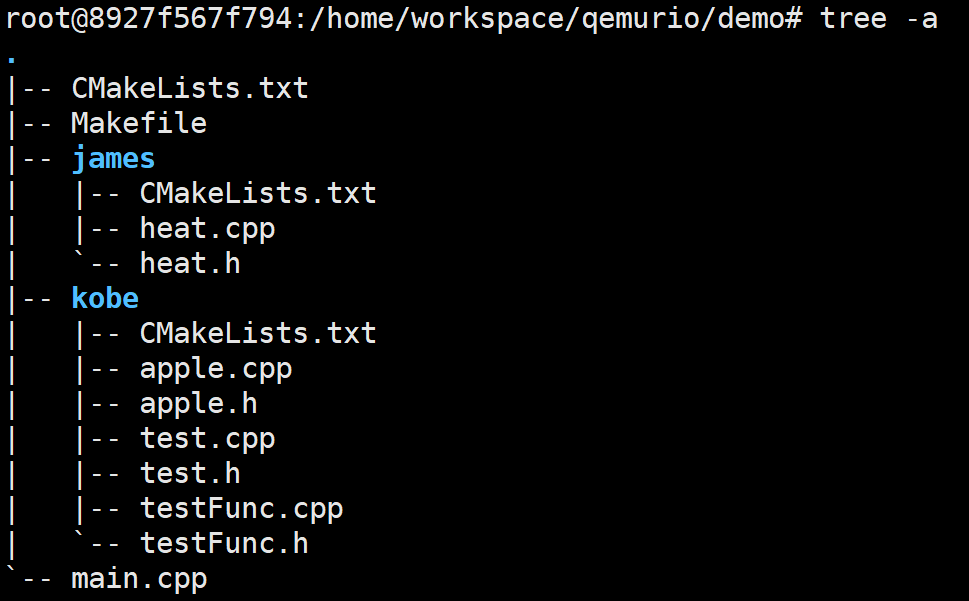 root@8927f567f794:/home/workspace/qemurio/demo# tree -a
.
|-- CMakeLists.txt
|-- Makefile
|-- james
|   |-- CMakeLists.txt
|   |-- heat.cpp
|   `-- heat.h
|-- kobe
|   |-- CMakeLists.txt
|   |-- apple.cpp
|   |-- apple.h
|   |-- test.cpp
|   |-- test.h
|   |-- testFunc.cpp
|   `-- testFunc.h
`-- main.cpp